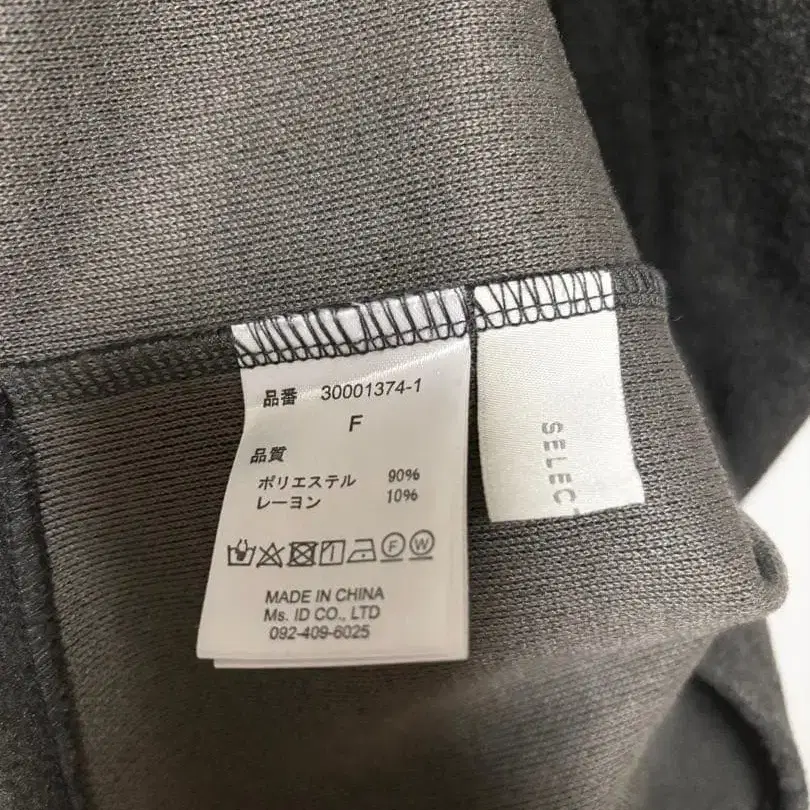 品番 30001374-1
F
品質
ポリエステル 90%
レーヨン 10%
F W
MADE IN CHINA
Ms. ID CO., LTD
092-409-6025
SELECT